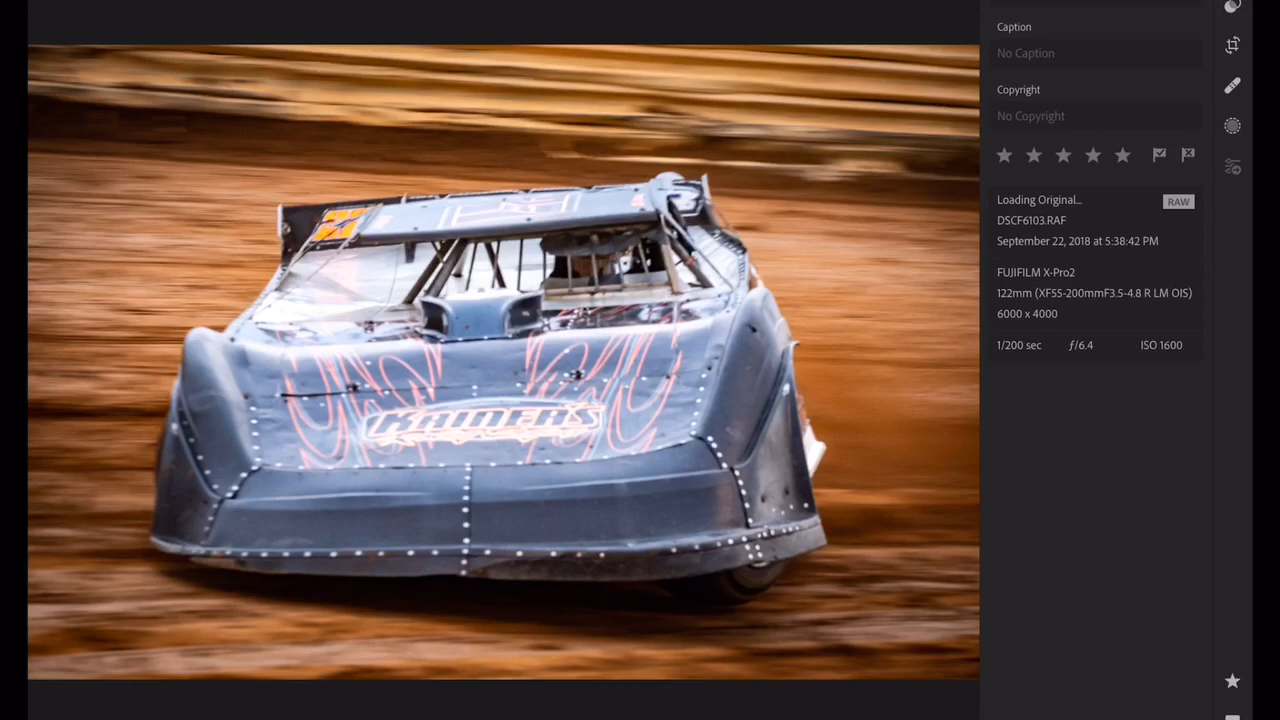 Caption
No Caption
Copyright
No Copyright
Loading Original...
RAW
DSCF6103.RAF
September 22, 2018 at 5:38:42 PM
FUJIFILM X-Pro2
122mm (XF55-200mmF3.5-4.8 R LM OIS)
6000 x 4000
1/200 sec
ƒ/6.4
ISO 1600
KAINER'S